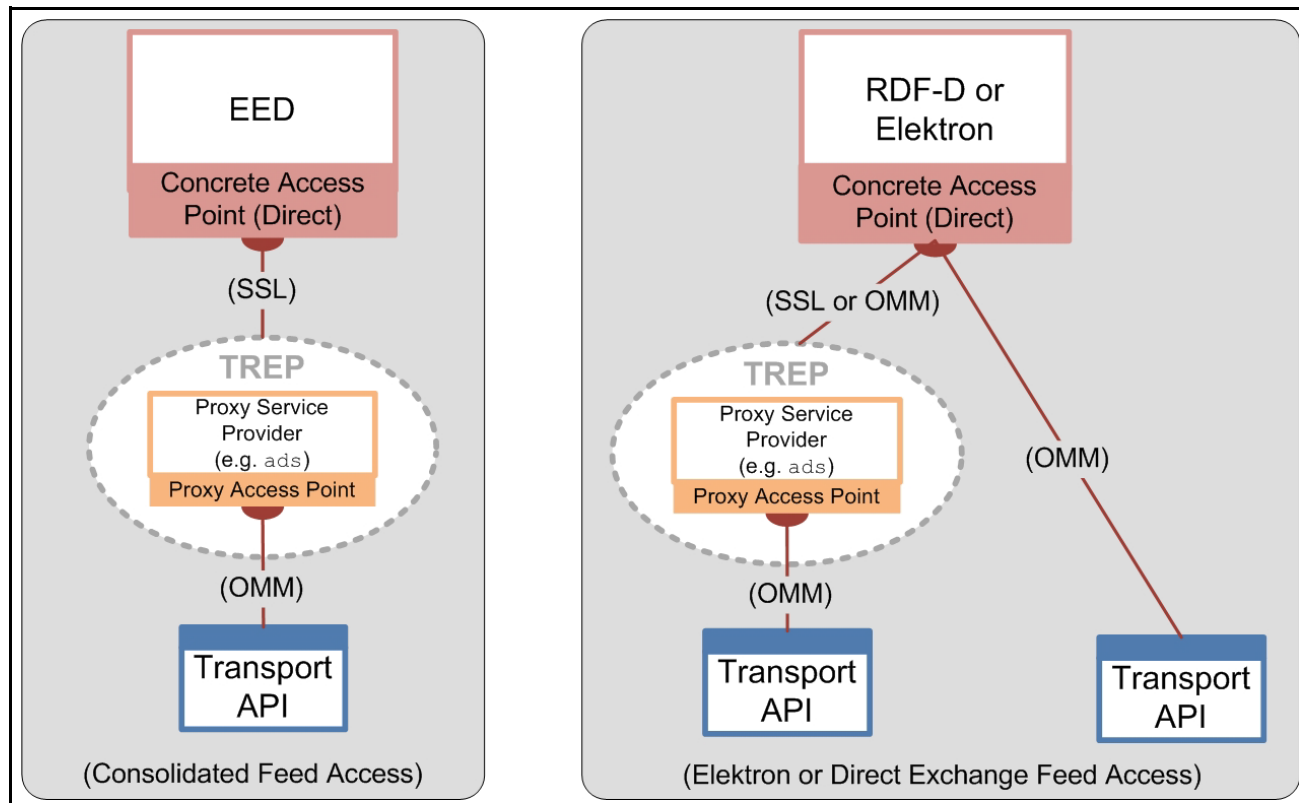 EED
Concrete Access
Point (Direct)
(SSL)
TREP
Proxy Service
Provider
(e.g. ads)
Proxy Access Point
(OMM)
Transport
API
(Consolidated Feed Access)
RDF-D or
Elektron
Concrete Access
Point (Direct)
(SSL or OMM)
TREP
Proxy Service
Provider
(e.g. ads)
Proxy Access Point
(OMM)
(OMM)
Transport
API
Transport
API
(Elektron or Direct Exchange Feed Access)